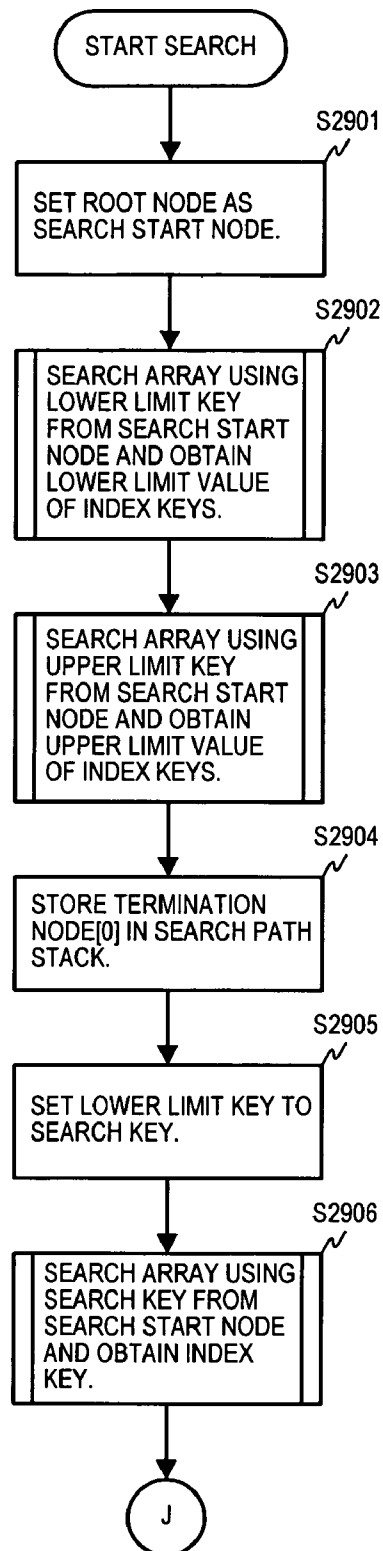 START SEARCH
S2901
SET ROOT NODE AS
SEARCH START NODE.
S2902
SEARCH ARRAY USING
LOWER LIMIT KEY
FROM SEARCH START
NODE AND OBTAIN
LOWER LIMIT VALUE
OF INDEX KEYS.
S2903
SEARCH ARRAY USING
UPPER LIMIT KEY
FROM SEARCH START
NODE AND OBTAIN
UPPER LIMIT VALUE
OF INDEX KEYS.
S2904
STORE TERMINATION
NODE[0] IN SEARCH PATH
STACK.
S2905
SET LOWER LIMIT KEY TO
SEARCH KEY.
S2906
SEARCH ARRAY USING
SEARCH KEY FROM
SEARCH START NODE
AND OBTAIN INDEX
KEY.
J